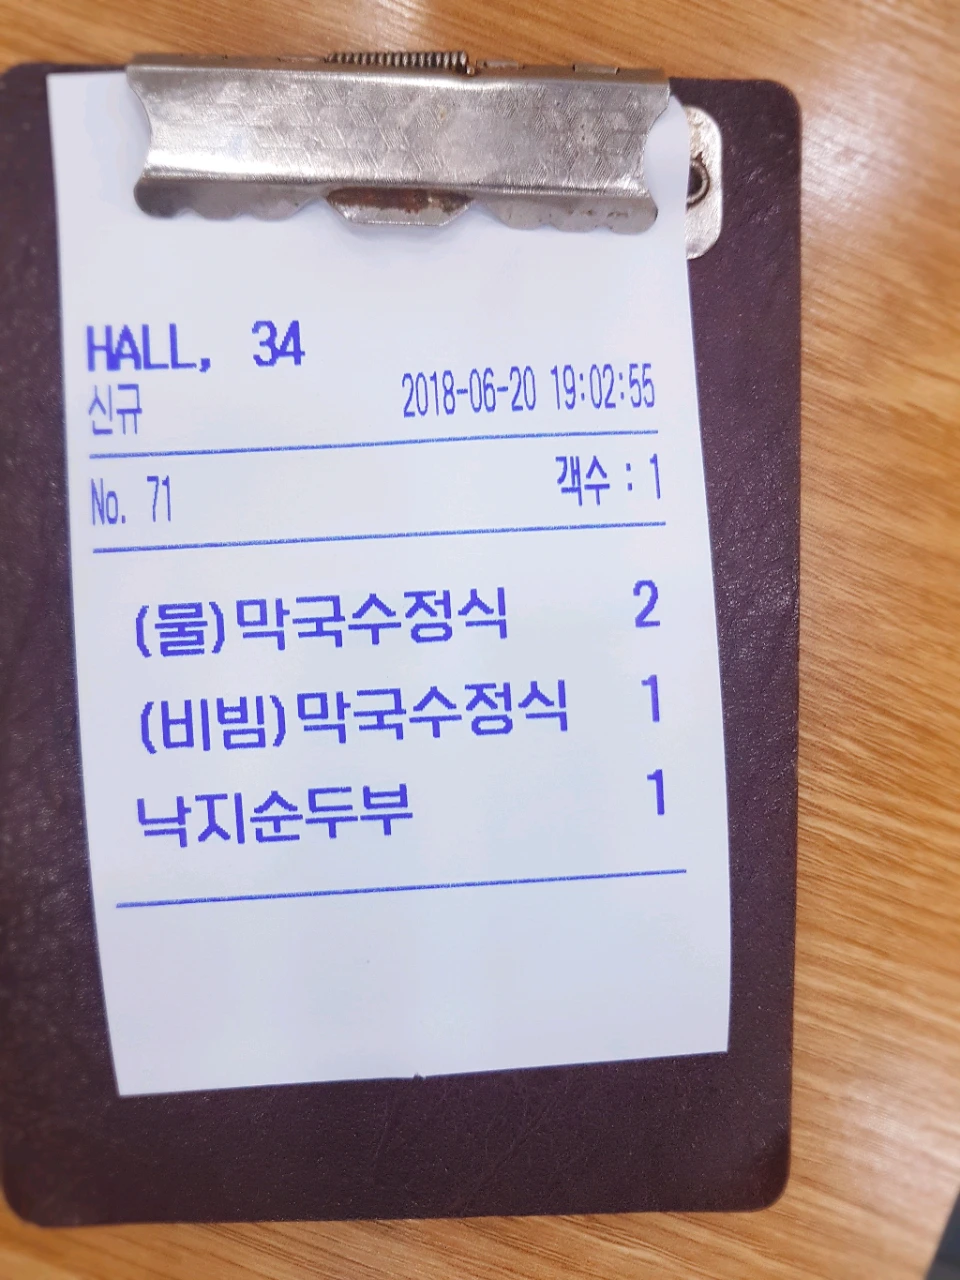 HALL, 34
신규 2018-06-20 19:02:55
No. 71 객수 : 1
(물)막국수정식 2
(비빔)막국수정식 1
낙지순두부 1